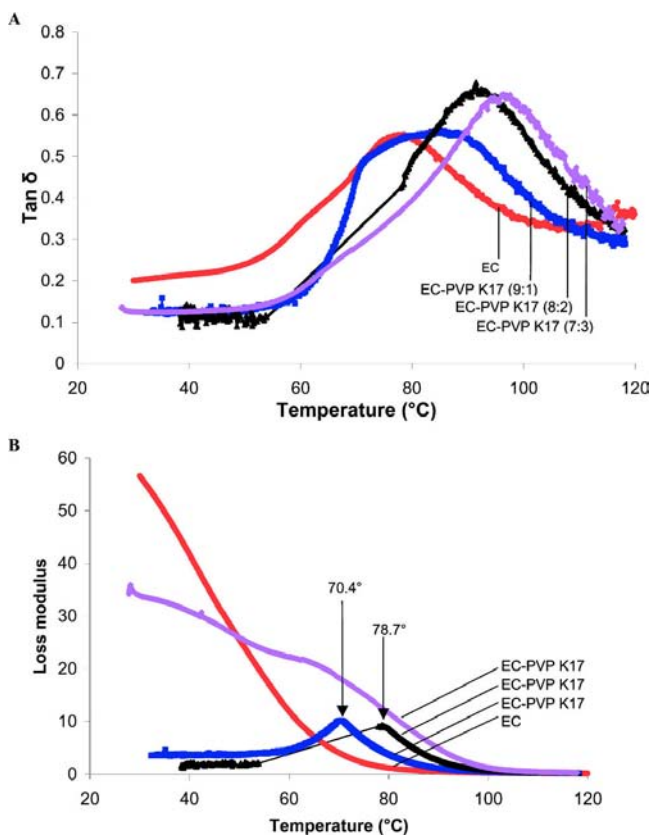 A
0.8
0.7
0.6
0.5
0.4
0.3
0.2
0.1
0
Tan δ
EC
EC-PVP K17 (9:1)
EC-PVP K17 (8:2)
EC-PVP K17 (7:3)
20 40 60 80 100 120
Temperature (°C)
B
60
50
40
30
20
10
0
Loss modulus
70.4°
78.7°
EC-PVP K17
EC-PVP K17
EC-PVP K17
EC
20 40 60 80 100 120
Temperature (°C)